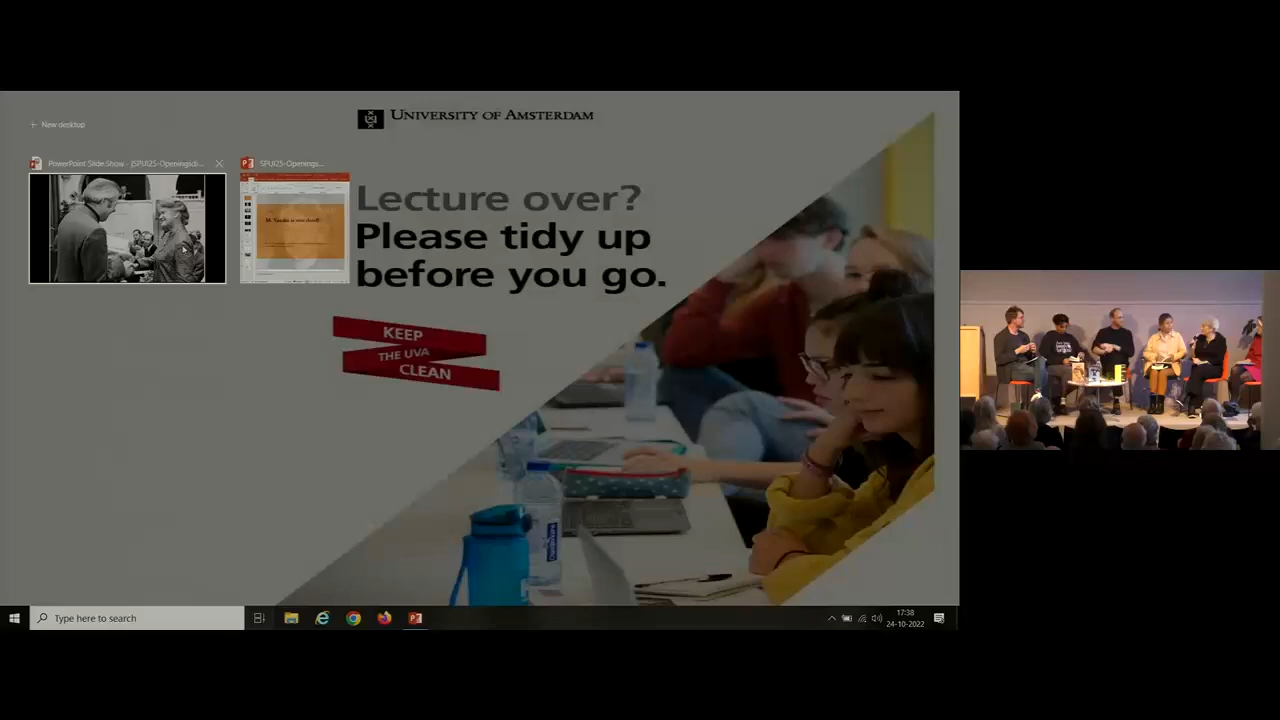 UNIVERSITY OF AMSTERDAM
New desktop
PowerPoint Slide Show - [SPUI25-Openingsdi...
SPUI25-Openings...
Lecture over?
Please tidy up
before you go.
KEEP
THE UVA
CLEAN
Type here to search
17:38
24-10-2022